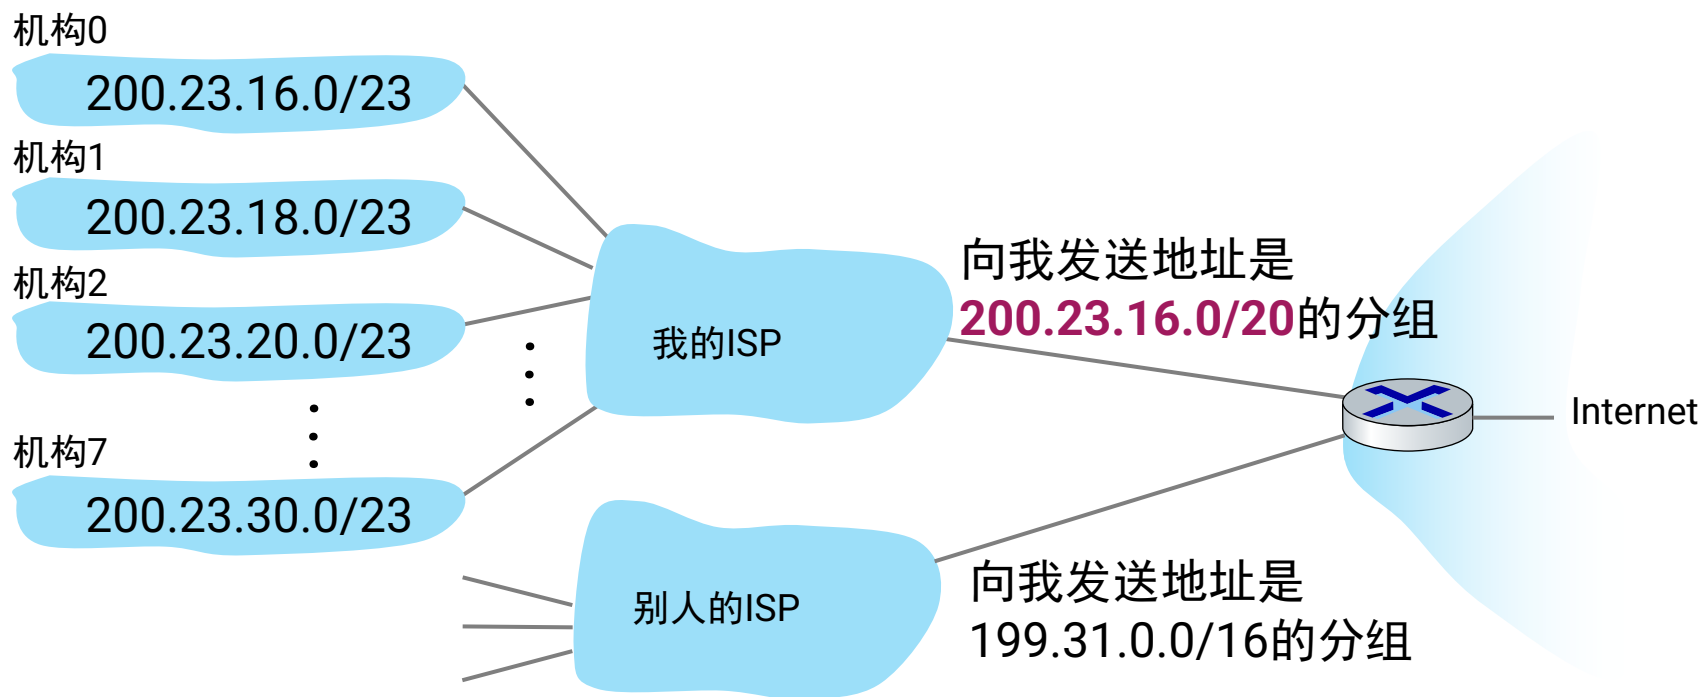 机构0
200.23.16.0/23
机构1
200.23.18.0/23
机构2
200.23.20.0/23
机构7
200.23.30.0/23
我的ISP
向我发送地址是
200.23.16.0/20的分组
Internet
别人的ISP
向我发送地址是
199.31.0.0/16的分组